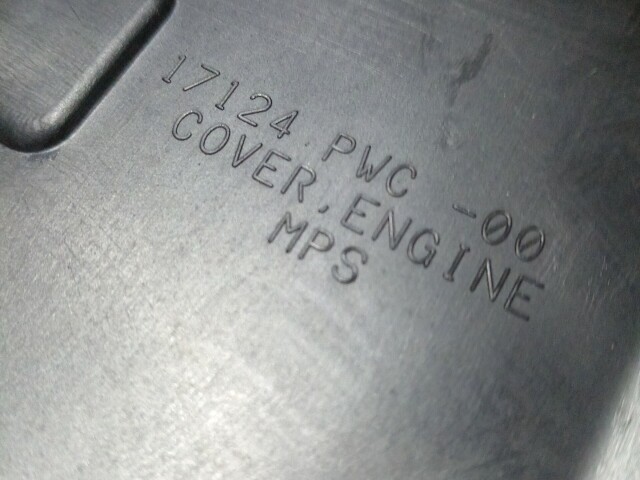 17124 PWC -00
COVER, ENGINE
MPS